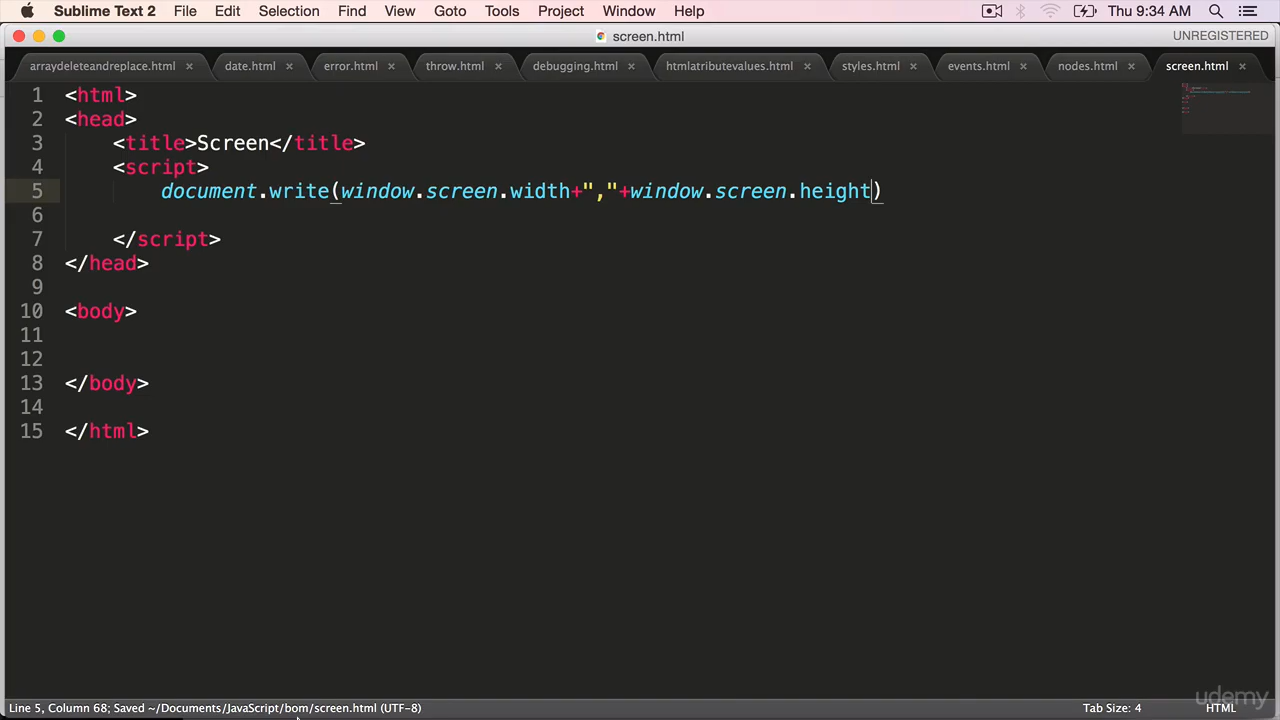 Sublime Text 2 File Edit Selection Find View Goto Tools Project Window Help Thu 9:34 AM
screen.html UNREGISTERED
arraydeleteandreplace.html × date.html × error.html × throw.html × debugging.html × htmlatributevalues.html × styles.html × events.html × nodes.html × screen.html ×
1 <html>
2 <head>
3 <title>Screen</title>
4 <script>
5 document.write(window.screen.width+","+window.screen.height)
6
7 </script>
8 </head>
9
10 <body>
11
12
13 </body>
14
15 </html>
udemy
Line 5, Column 68; Saved ~/Documents/JavaScript/bom/screen.html (UTF-8) Tab Size: 4 HTML